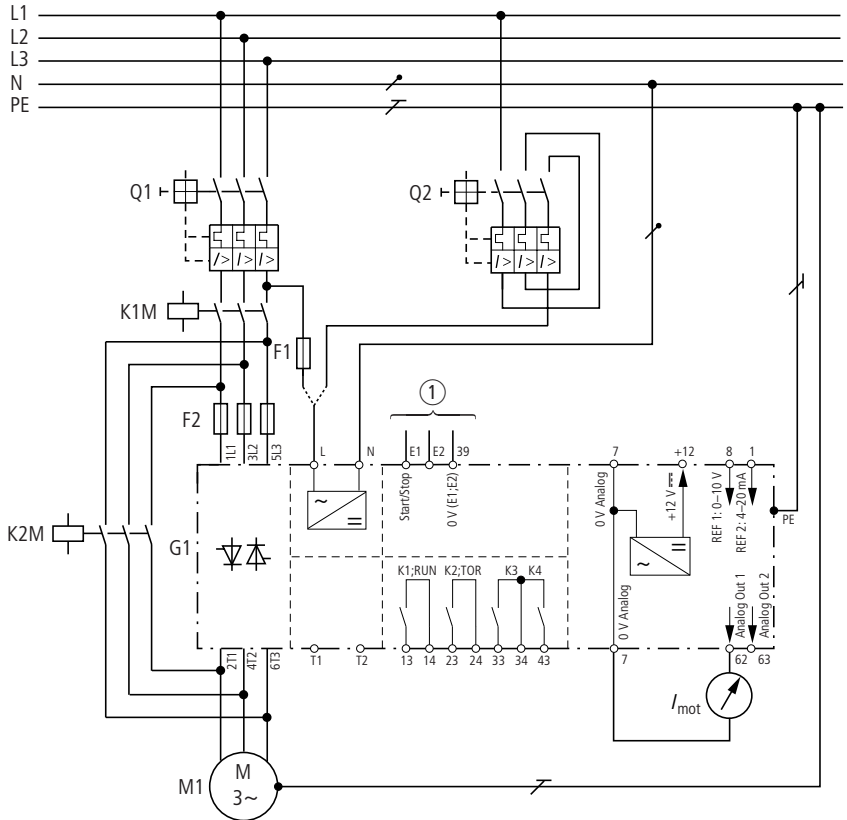 L1
L2
L3
N
PE
Q1
Q2
I> I> I>
I> I> I>
K1M
F1
1
F2
1L1
3L2
5L3
L
N
E1
E2
39
7
+12
8
1
Start/Stop
0 V (E1;E2)
0 V Analog
+12 V
REF 1: 0–10 V
REF 2: 4–20 mA
PE
K2M
G1
~
=
~
=
K1;RUN
K2;TOR
K3
K4
0 V Analog
Analog Out 1
Analog Out 2
2T1
4T2
6T3
T1
T2
13
14
23
24
33
34
43
7
62
63
Imot
M1
M
3~